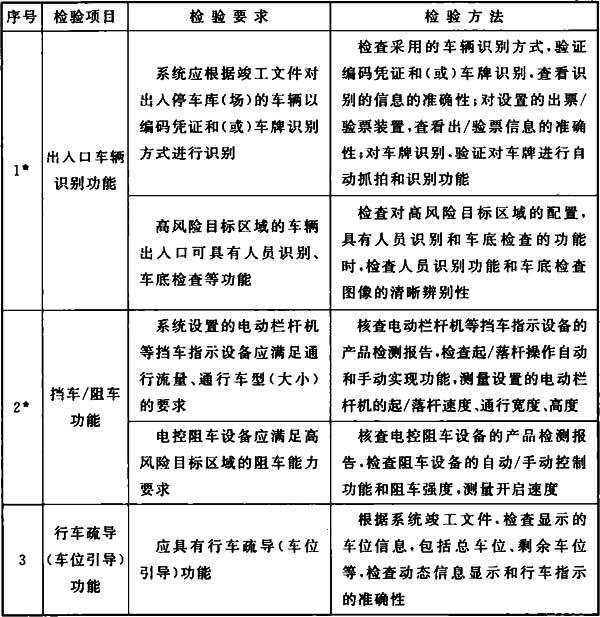 序号 检验项目 检验要求 检验方法
1* 出入口车辆
识别功能
系统应根据竣工文件对
出入停车库(场)的车辆以
编码凭证和(或)车牌识别
方式进行识别
检查采用的车辆识别方式,验证
编码凭证和(或)车牌识别,查看识
别的信息的准确性;对设置的出票/
验票装置,查看出/验票信息的准确
性;对车牌识别,验证对车牌进行自
动抓拍和识别功能
高风险目标区域的车辆
出入口可具有人员识别、
车底检查等功能
检查对高风险目标区域的配置,
具有人员识别和车底检查的功能
时,检查人员识别功能和车底检查
图像的清晰辨别性
2* 挡车/阻车
功能
系统设置的电动栏杆机
等挡车指示设备应满足通
行流量、通行车型(大小)
的要求
核查电动栏杆机等挡车指示设备的
产品检测报告,检查起/落杆操作自动
和手动实现功能,测量设置的电动栏
杆机的起/落杆速度、通行宽度、高度
电控阻车设备应满足高
风险目标区域的阻车能力
要求
核查电控阻车设备的产品检测报
告,检查阻车设备的自动/手动控制
功能和阻车强度,测量开启速度
3 行车疏导
(车位引导)
功能
应具有行车疏导(车位
引导)功能
根据系统竣工文件,检查显示的
车位信息,包括总车位、剩余车位
等,检查动态信息显示和行车指示
的准确性